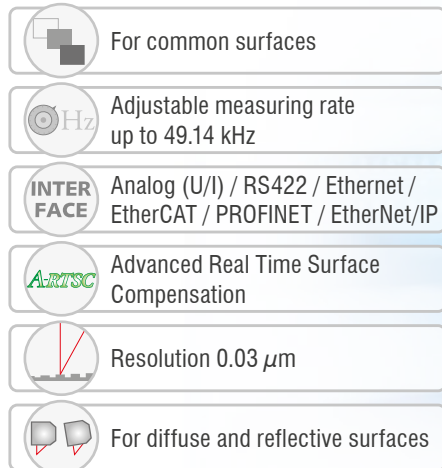 For common surfaces
Hz
Adjustable measuring rate
up to 49.14 kHz
INTER
FACE
Analog (U/I) / RS422 / Ethernet /
EtherCAT / PROFINET / EtherNet/IP
A-RTSC
Advanced Real Time Surface
Compensation
Resolution 0.03 μm
For diffuse and reflective surfaces